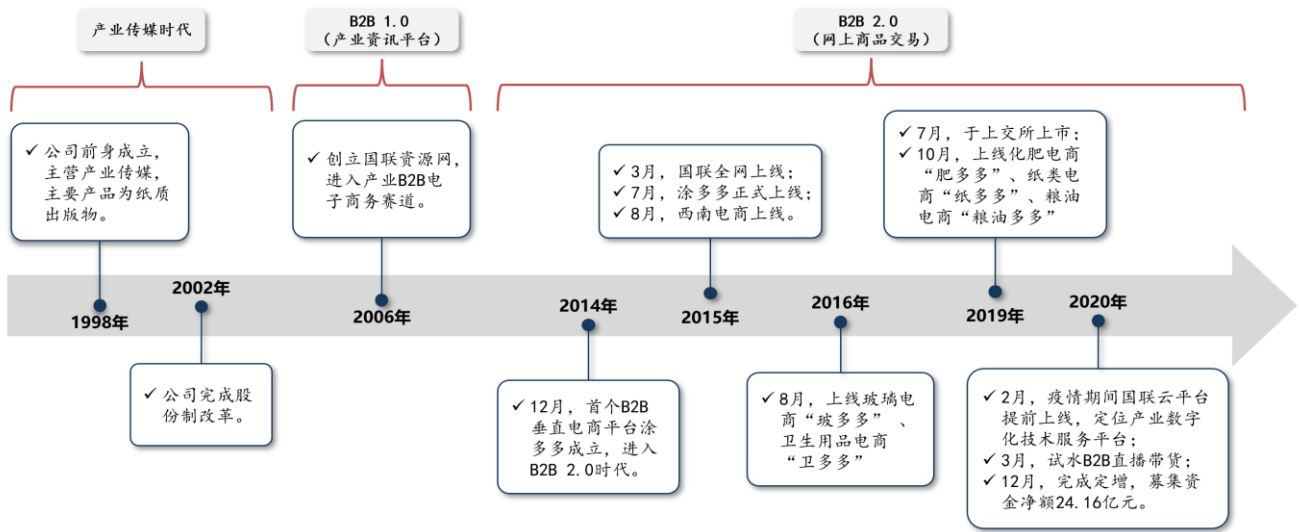 产业传媒时代
B2B 1.0
（产业资讯平台）
B2B 2.0
（网上商品交易）
✓ 公司前身成立，
主营产业传媒，
主要产品为纸质
出版物。
✓ 创立国联资源网，
进入产业B2B电
子商务赛道。
✓ 3月，国联全网上线；
✓ 7月，涂多多正式上线；
✓ 8月，西南电商上线。
✓ 7月，于上交所上市；
✓ 10月，上线化肥电商
“肥多多”、纸类电
商“纸多多”、粮油
电商“粮油多多”
1998年
2002年
2006年
2014年
2015年
2016年
2019年
2020年
✓ 公司完成股
份制改革。
✓ 12月，首个B2B
垂直电商平台涂
多多成立，进入
B2B 2.0时代。
✓ 8月，上线玻璃电
商“玻多多”、
卫生用品电商
“卫多多”
✓ 2月，疫情期间国联云平台
提前上线，定位产业数字
化技术服务平台；
✓ 3月，试水B2B直播带货；
✓ 12月，完成定增，募集资
金净额24.16亿元。